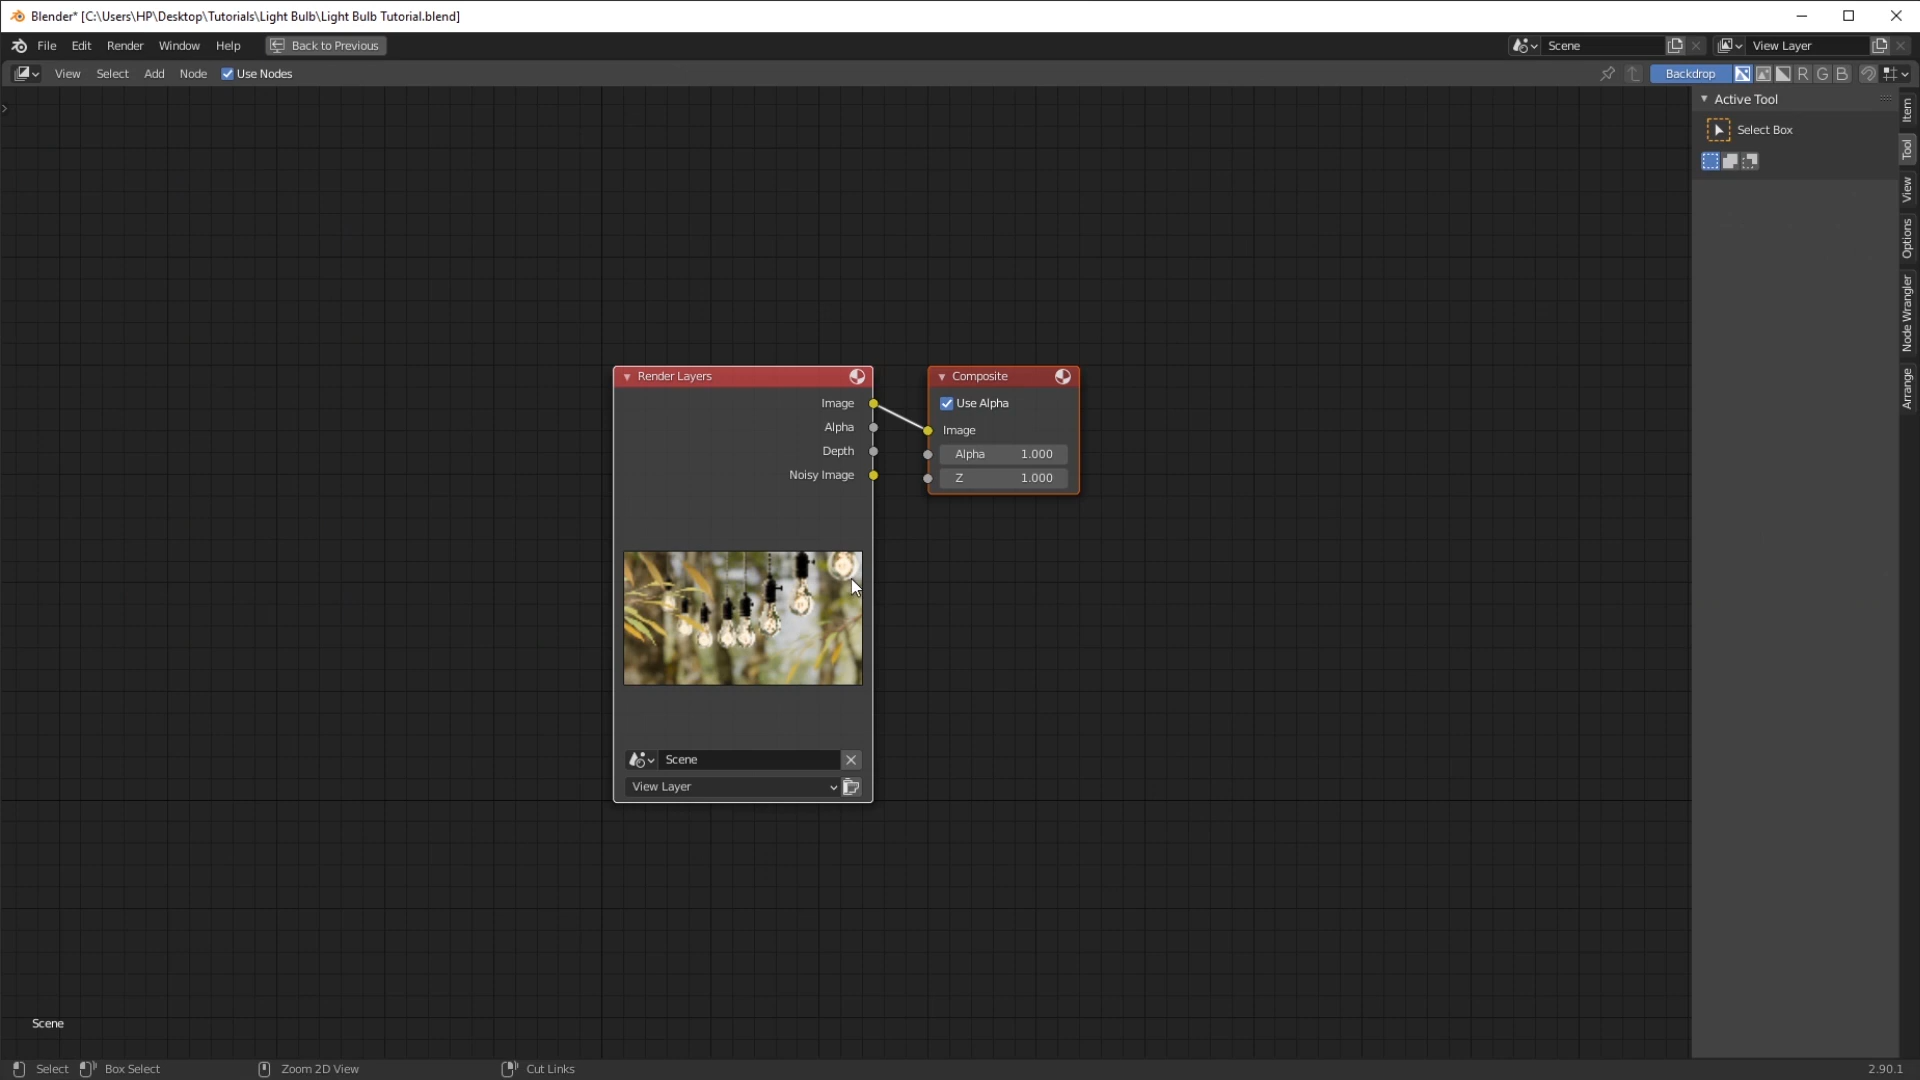 Blender* [C:\Users\HP\Desktop\Tutorials\Light Bulb\Light Bulb Tutorial.blend]
File Edit Render Window Help Back to Previous Scene View Layer
View Select Add Node Use Nodes Backdrop R G B
Active Tool
Select Box
Item
Tool
View
Options
Node Wrangler
Arrange
Render Layers
Image
Alpha
Depth
Noisy Image
Scene
View Layer
Composite
Use Alpha
Image
Alpha 1.000
Z 1.000
Scene
Select Box Select Zoom 2D View Cut Links 2.90.1